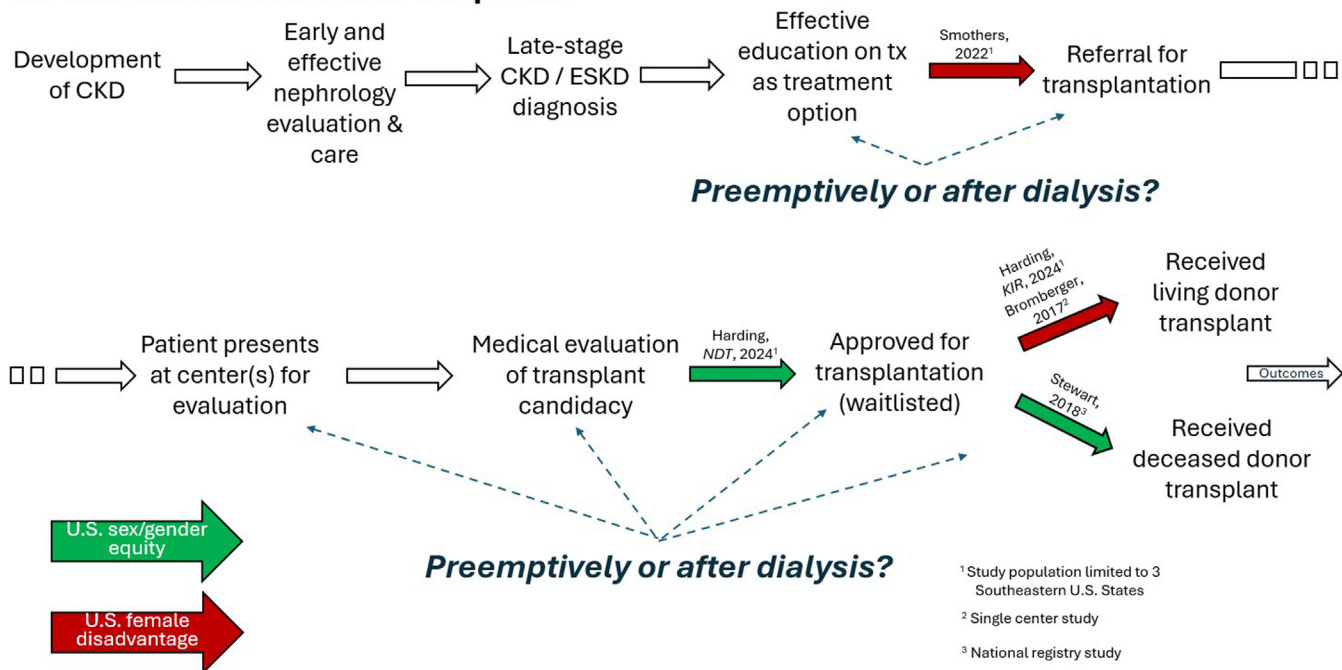 Development
of CKD
Early and
effective
nephrology
evaluation &
care
Late-stage
CKD / ESKD
diagnosis
Effective
education on tx
as treatment
option
Smothers,
2022¹
Referral for
transplantation
Preemptively or after dialysis?
Patient presents
at center(s) for
evaluation
Medical evaluation
of transplant
candidacy
Harding,
NDT, 2024¹
Approved for
transplantation
(waitlisted)
Harding,
KIR, 2024¹
Bromberger,
2017²
Received
living donor
transplant
Stewart,
2018³
Received
deceased donor
transplant
Outcomes
Preemptively or after dialysis?
U.S. sex/gender
equity
U.S. female
disadvantage
¹ Study population limited to 3
Southeastern U.S. States
² Single center study
³ National registry study